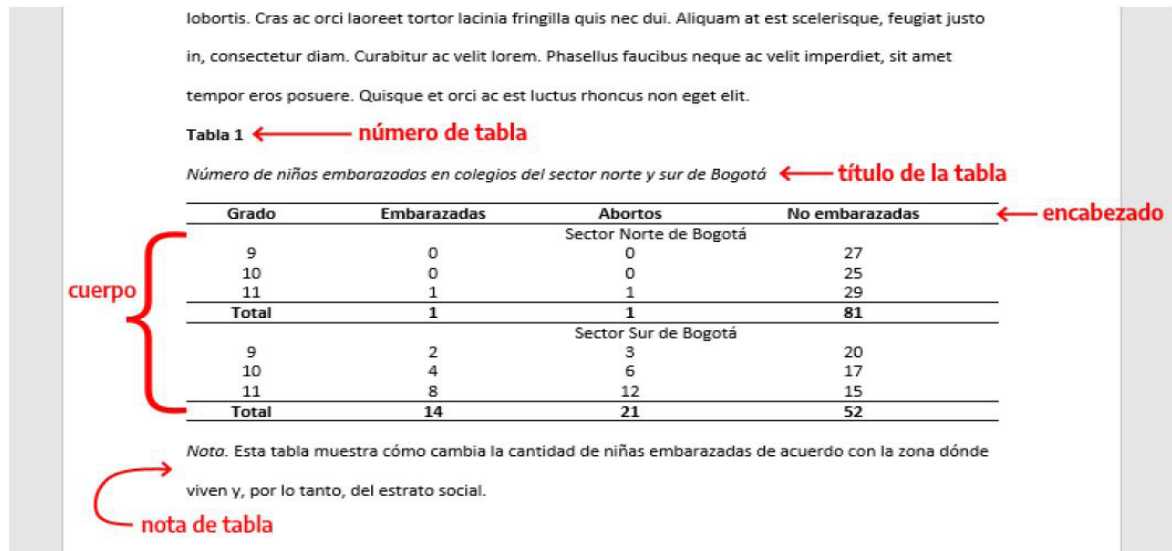 lobortis. Cras ac orci laoreet tortor lacinia fringilla quis nec dui. Aliquam at est scelerisque, feugiat justo
in, consectetur diam. Curabitur ac velit lorem. Phasellus faucibus neque ac velit imperdiet, sit amet
tempor eros posuere. Quisque et orci ac est luctus rhoncus non eget elit.
Tabla 1 número de tabla
Número de niñas embarazadas en colegios del sector norte y sur de Bogotá título de la tabla
Grado Embarazadas Abortos No embarazadas encabezado
Sector Norte de Bogotá
9 0 0 27
10 0 0 25
cuerpo 11 1 1 29
Total 1 1 81
Sector Sur de Bogotá
9 2 3 20
10 4 6 17
11 8 12 15
Total 14 21 52
Nota. Esta tabla muestra cómo cambia la cantidad de niñas embarazadas de acuerdo con la zona dónde
viven y, por lo tanto, del estrato social.
nota de tabla